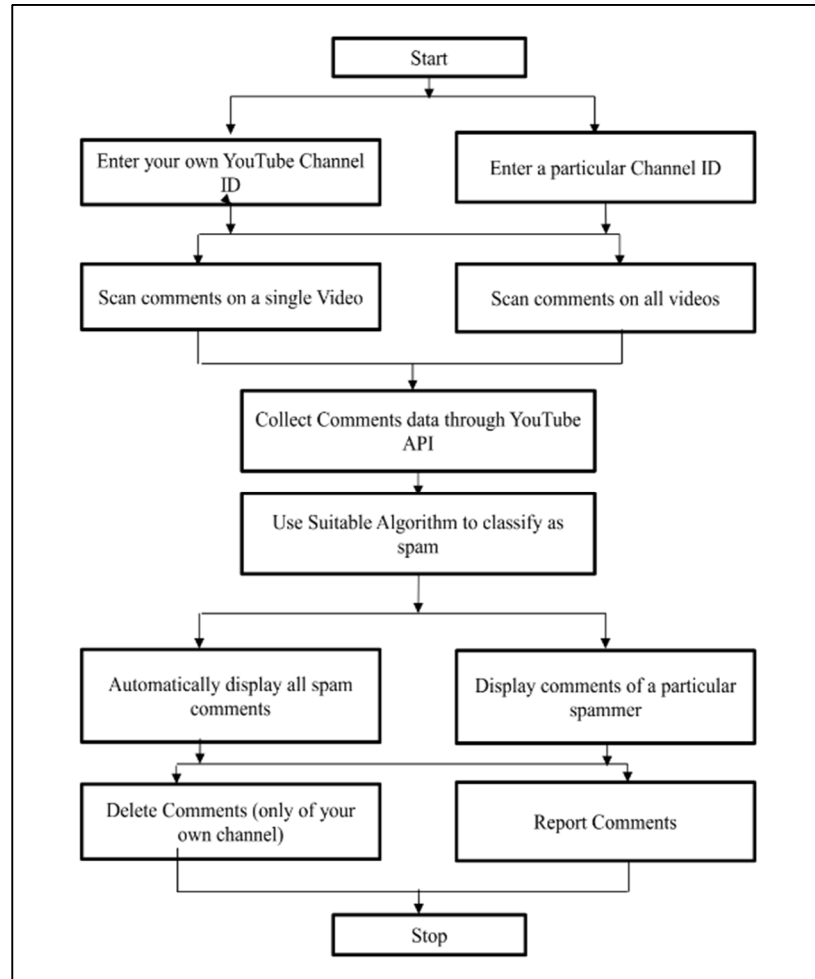 Start
Enter your own YouTube Channel
ID
Enter a particular Channel ID
Scan comments on a single Video
Scan comments on all videos
Collect Comments data through YouTube
API
Use Suitable Algorithm to classify as
spam
Automatically display all spam
comments
Display comments of a particular
spammer
Delete Comments (only of your
own channel)
Report Comments
Stop